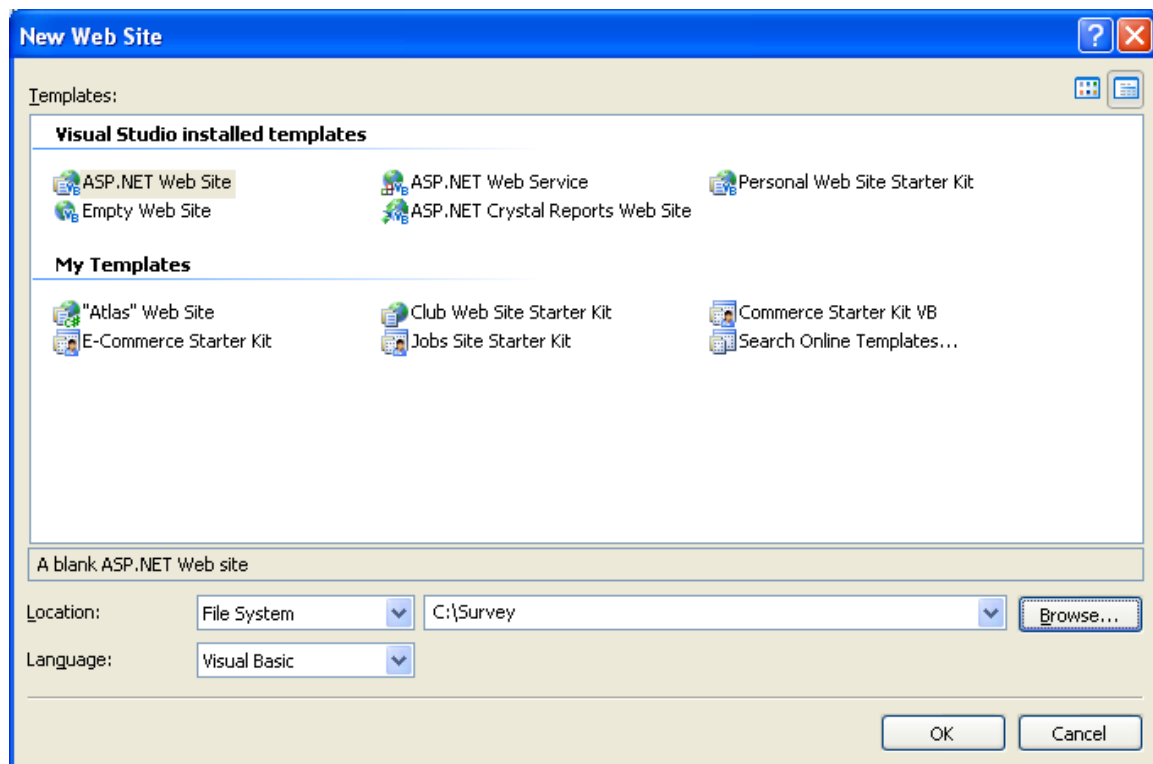 New Web Site
Templates:
Visual Studio installed templates
ASP.NET Web Site ASP.NET Web Service Personal Web Site Starter Kit
Empty Web Site ASP.NET Crystal Reports Web Site
My Templates
"Atlas" Web Site Club Web Site Starter Kit Commerce Starter Kit VB
E-Commerce Starter Kit Jobs Site Starter Kit Search Online Templates...
A blank ASP.NET Web site
Location: File System C:\Survey Browse...
Language: Visual Basic
OK Cancel